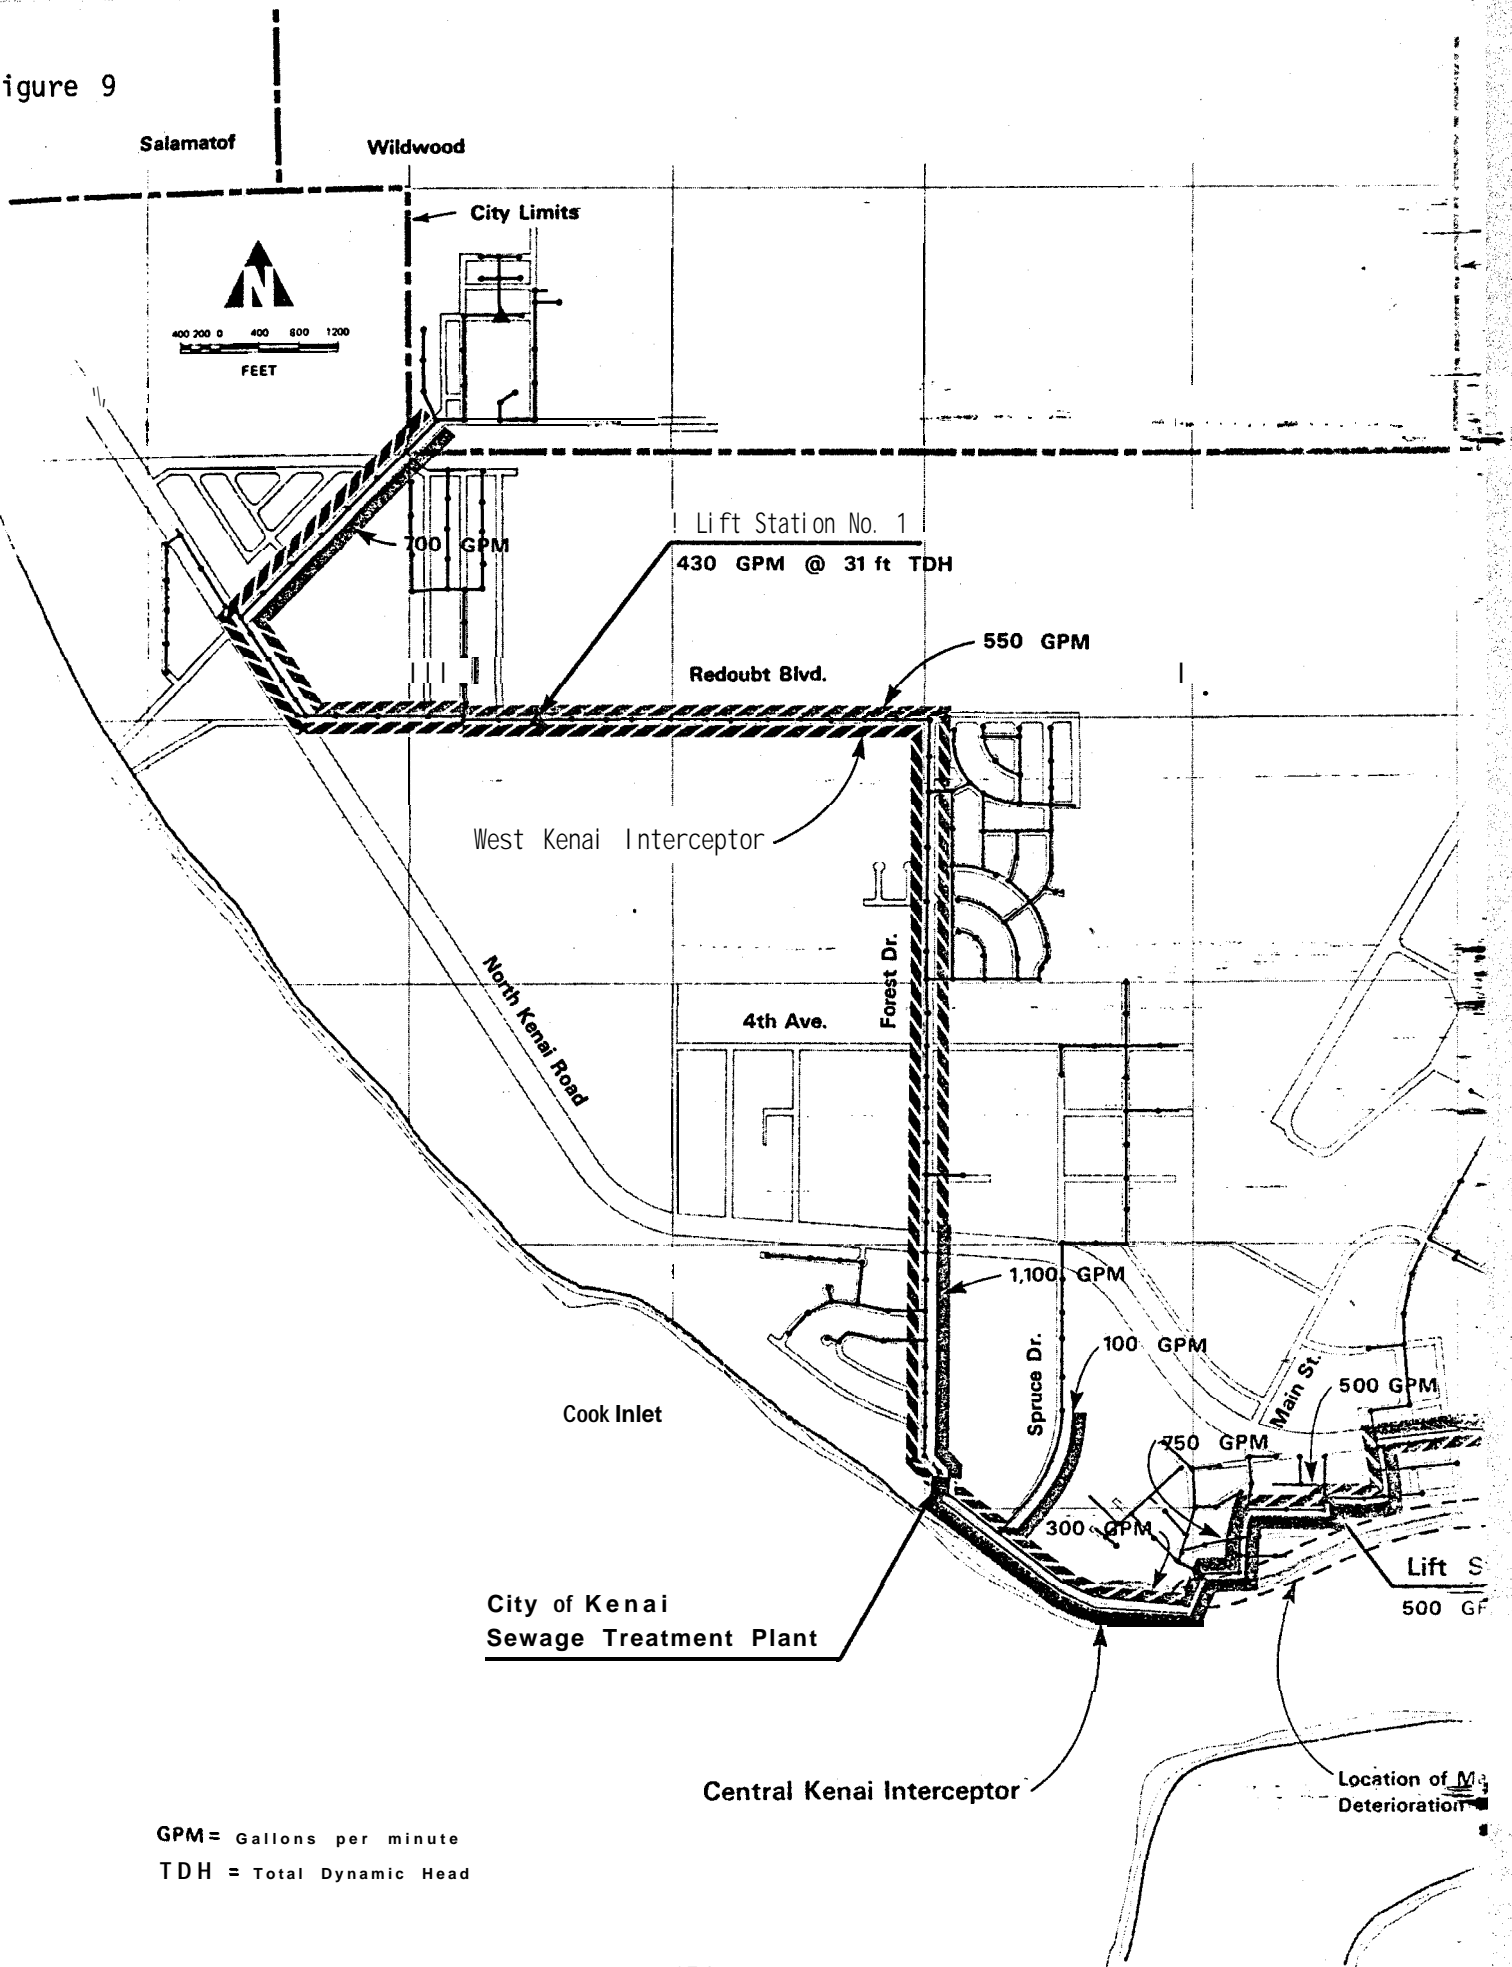 igure 9
Salamatof
Wildwood
City Limits
N
400 200 0 400 800 1200
FEET
700 GPM
Lift Station No. 1
430 GPM @ 31 ft TDH
550 GPM
Redoubt Blvd.
West Kenai Interceptor
Forest Dr.
North Kenai Road
4th Ave.
1,100 GPM
Spruce Dr.
100 GPM
Main St.
500 GPM
Cook Inlet
750 GPM
300 GPM
Lift S
500 GP
City of Kenai
Sewage Treatment Plant
Central Kenai Interceptor
Location of
Deterioration
GPM = Gallons per minute
TDH = Total Dynamic Head